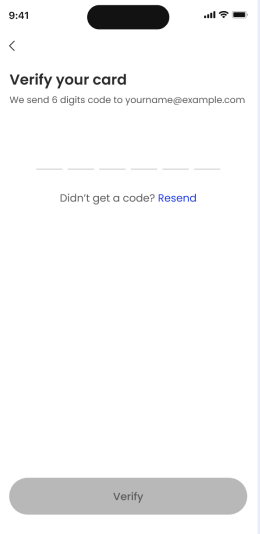 9:41
Verify your card
We send 6 digits code to yourname@example.com
Didn't get a code? Resend
Verify